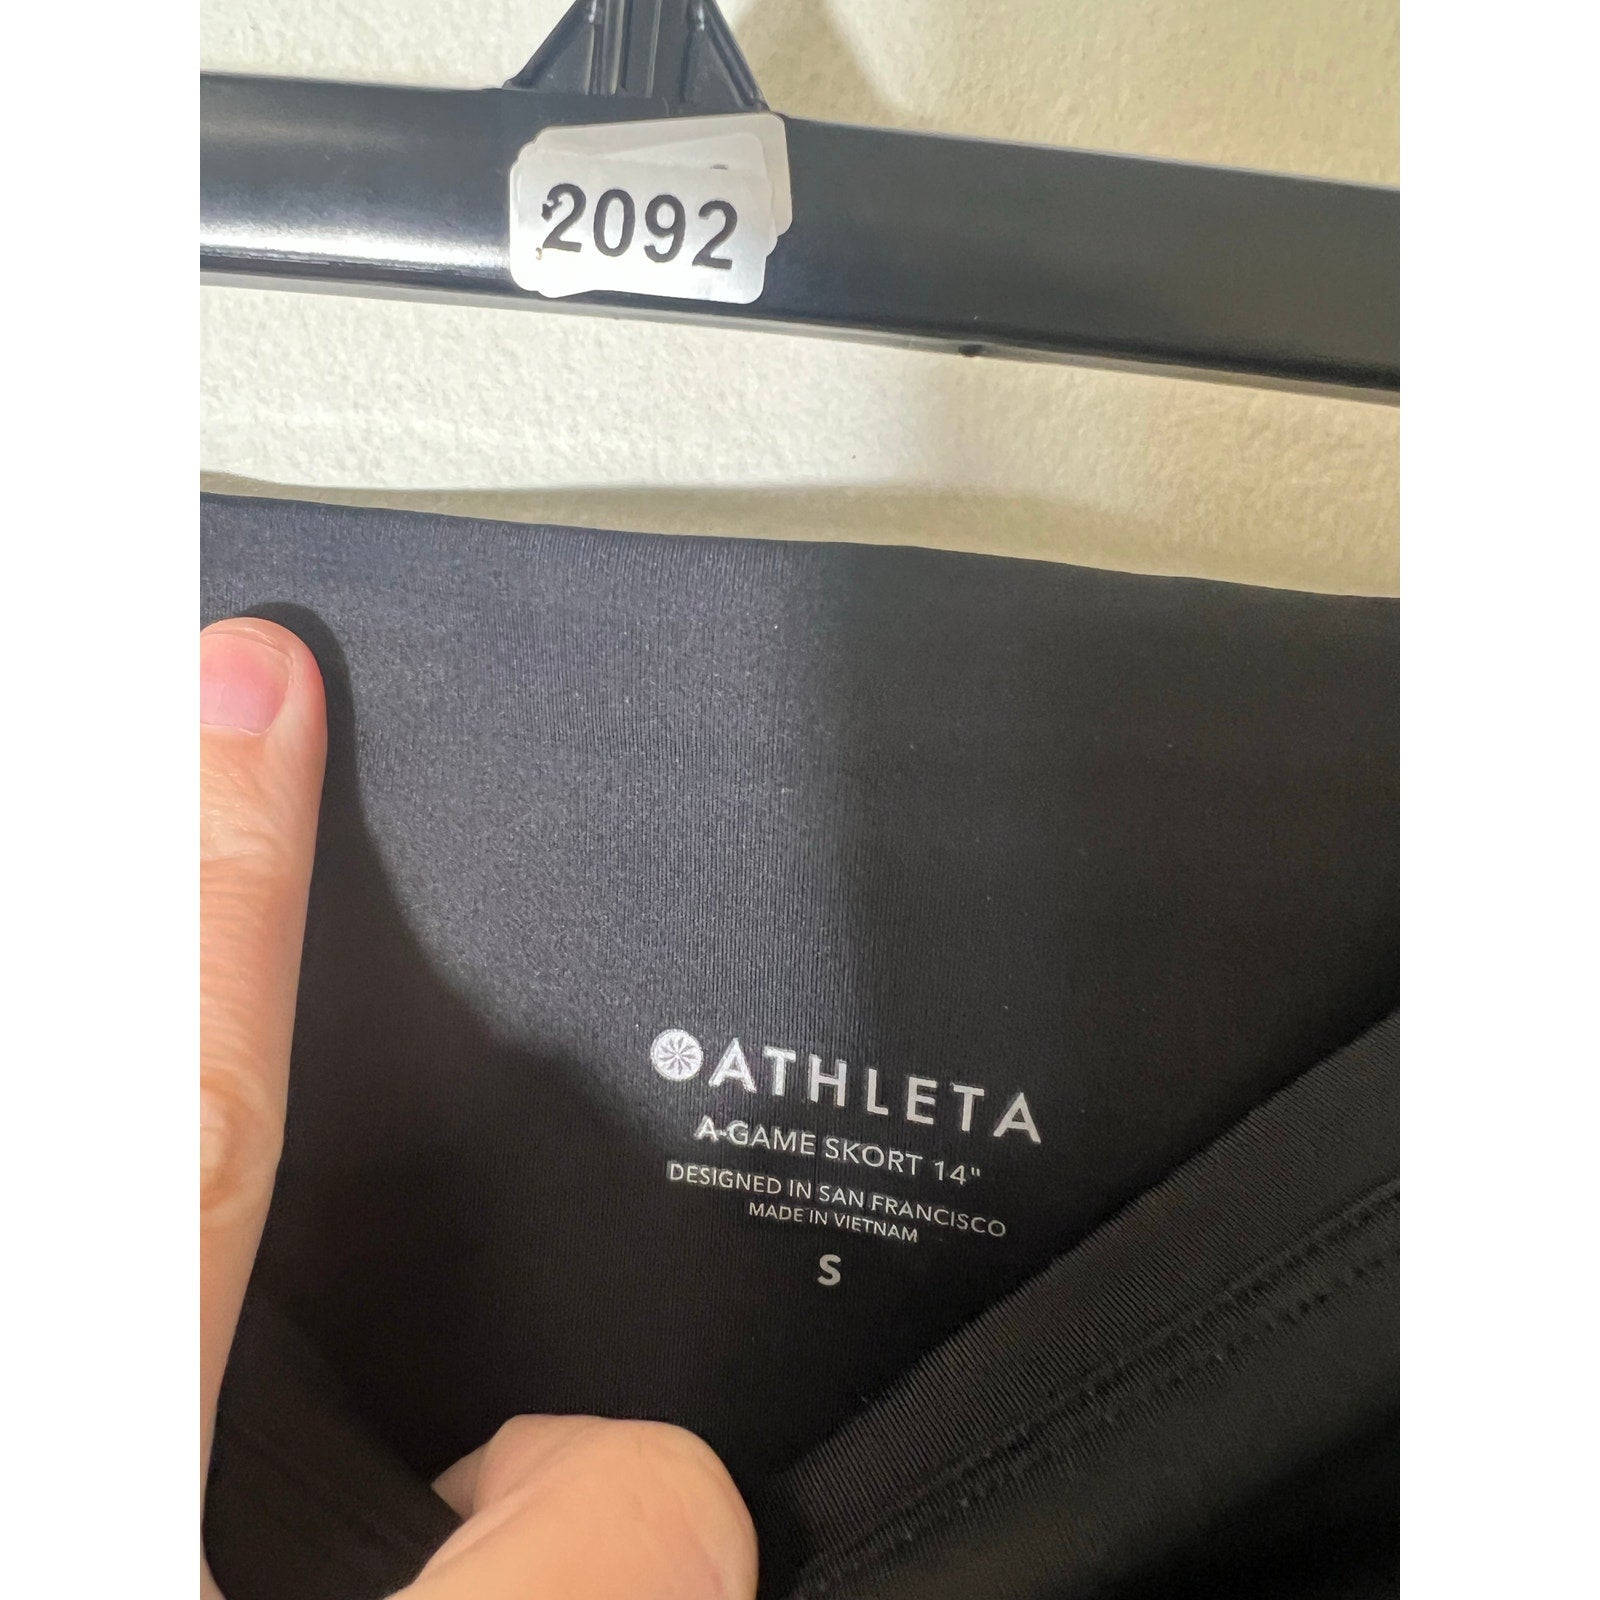 2092
ATHLETA
A-GAME SKORT 14"
DESIGNED IN SAN FRANCISCO
MADE IN VIETNAM
S